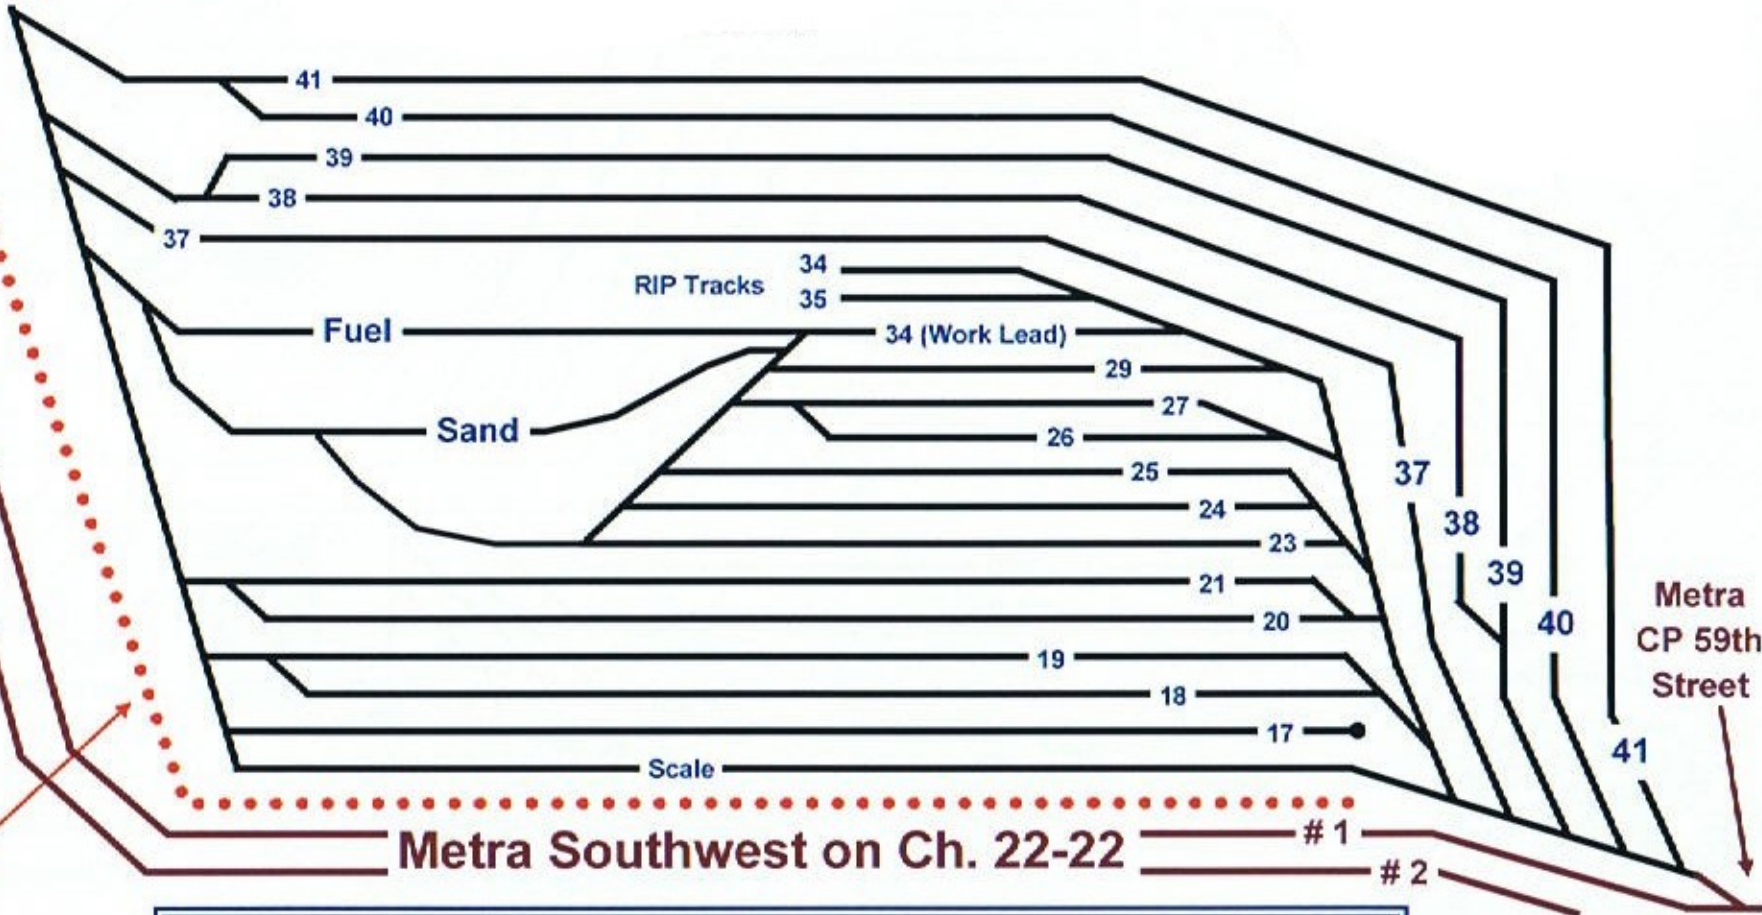 41
40
39
38
37
34
RIP Tracks
35
Fuel
34 (Work Lead)
29
27
Sand
26
25
37
24
38
23
39
21
Metra
CP 59th
Street
20
40
19
18
17
41
Scale
# 1
Metra Southwest on Ch. 22-22
# 2